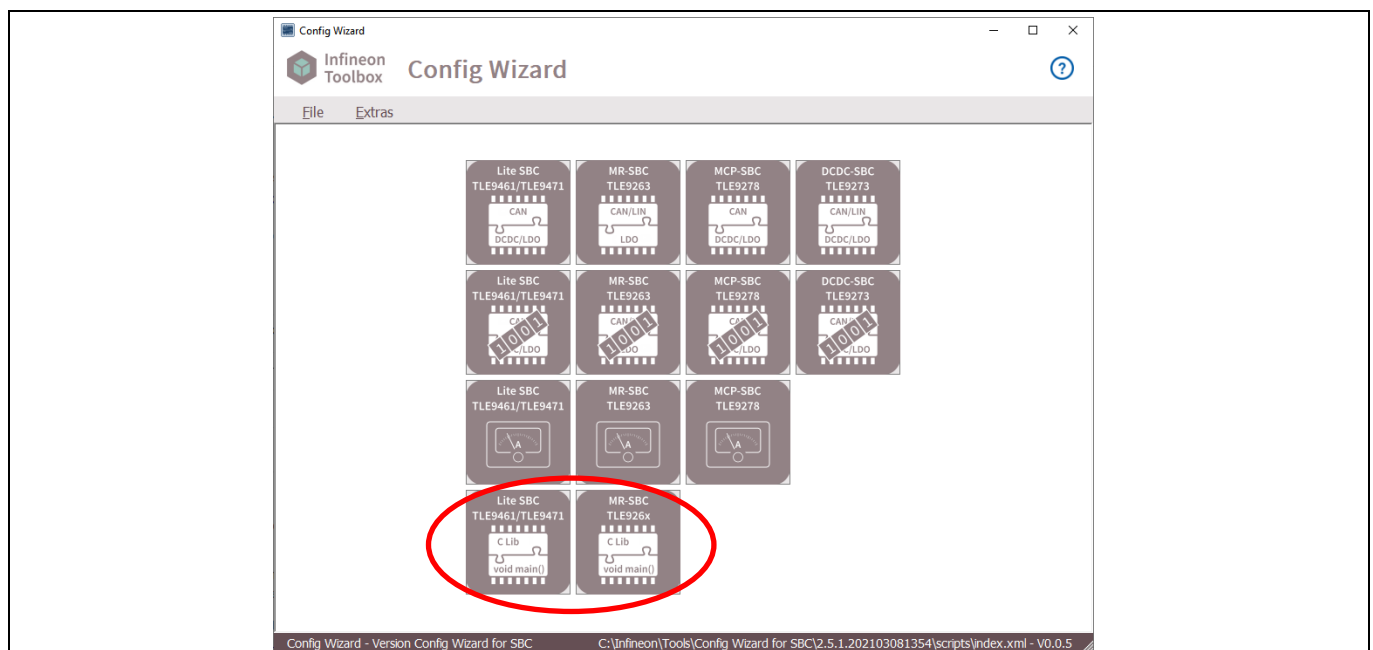 Config Wizard
Infineon
Toolbox
Config Wizard
?
File Extras
Lite SBC
TLE9461/TLE9471
CAN
DCDC/LDO
MR-SBC
TLE9263
CAN/LIN
LDO
MCP-SBC
TLE9278
CAN
DCDC/LDO
DCDC-SBC
TLE9273
CAN/LIN
DCDC/LDO
Lite SBC
TLE9461/TLE9471
1001
MR-SBC
TLE9263
1001
MCP-SBC
TLE9278
1001
DCDC-SBC
TLE9273
1001
Lite SBC
TLE9461/TLE9471
A
MR-SBC
TLE9263
A
MCP-SBC
TLE9278
A
Lite SBC
TLE9461/TLE9471
C Lib
void main()
MR-SBC
TLE926x
C Lib
void main()
Config Wizard - Version Config Wizard for SBC C:\Infineon\Tools\Config Wizard for SBC\2.5.1.202103081354\scripts\index.xml - V0.0.5